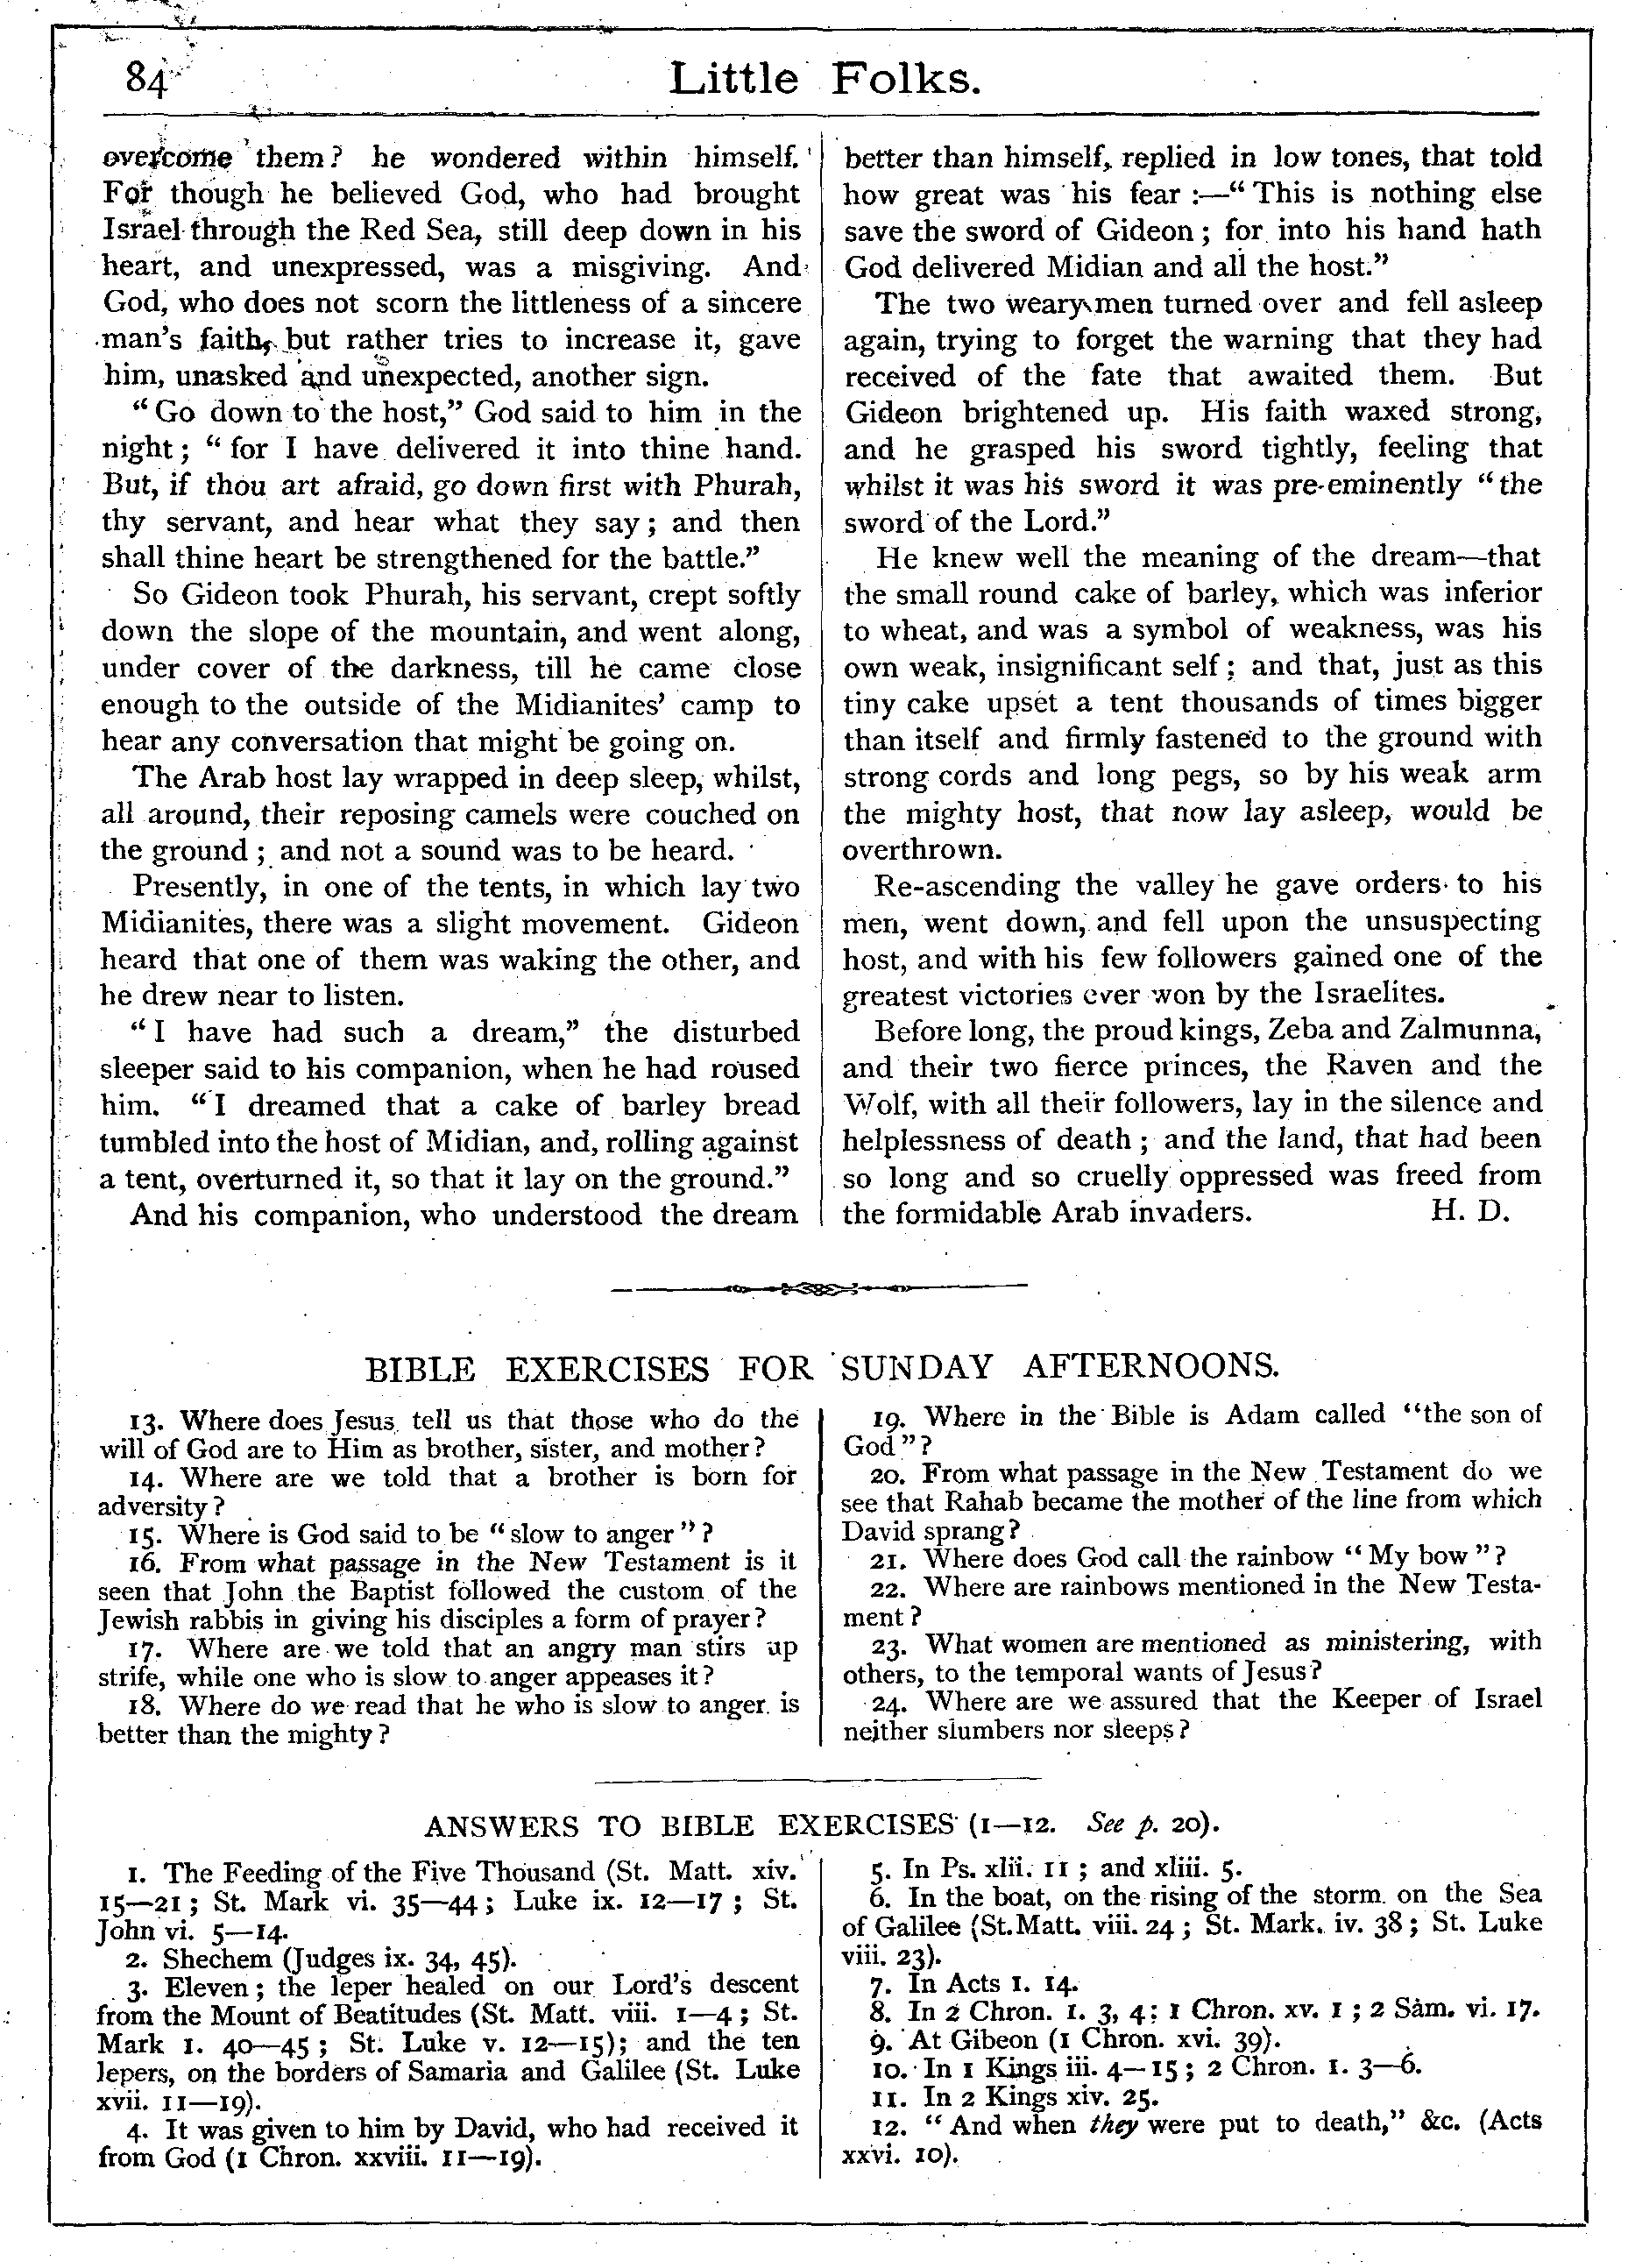 84
Little Folks.
overcome them? he wondered within himself.
For though he believed God, who had brought
Israel through the Red Sea, still deep down in his
heart, and unexpressed, was a misgiving. And
God, who does not scorn the littleness of a sincere
man's faith, but rather tries to increase it, gave
him, unasked and unexpected, another sign.
"Go down to the host," God said to him in the
night; "for I have delivered it into thine hand.
But, if thou art afraid, go down first with Phurah,
thy servant, and hear what they say; and then
shall thine heart be strengthened for the battle."
So Gideon took Phurah, his servant, crept softly
down the slope of the mountain, and went along,
under cover of the darkness, till he came close
enough to the outside of the Midianites' camp to
hear any conversation that might be going on.
The Arab host lay wrapped in deep sleep, whilst,
all around, their reposing camels were couched on
the ground; and not a sound was to be heard.
Presently, in one of the tents, in which lay two
Midianites, there was a slight movement. Gideon
heard that one of them was waking the other, and
he drew near to listen.
"I have had such a dream," the disturbed
sleeper said to his companion, when he had roused
him. "I dreamed that a cake of barley bread
tumbled into the host of Midian, and, rolling against
a tent, overturned it, so that it lay on the ground."
And his companion, who understood the dream
better than himself, replied in low tones, that told
how great was his fear:—"This is nothing else
save the sword of Gideon; for into his hand hath
God delivered Midian and all the host."
The two weary men turned over and fell asleep
again, trying to forget the warning that they had
received of the fate that awaited them. But
Gideon brightened up. His faith waxed strong,
and he grasped his sword tightly, feeling that
whilst it was his sword it was pre-eminently "the
sword of the Lord."
He knew well the meaning of the dream—that
the small round cake of barley, which was inferior
to wheat, and was a symbol of weakness, was his
own weak, insignificant self; and that, just as this
tiny cake upset a tent thousands of times bigger
than itself and firmly fastened to the ground with
strong cords and long pegs, so by his weak arm
the mighty host, that now lay asleep, would be
overthrown.
Re-ascending the valley he gave orders to his
men, went down, and fell upon the unsuspecting
host, and with his few followers gained one of the
greatest victories ever won by the Israelites.
Before long, the proud kings, Zeba and Zalmunna,
and their two fierce princes, the Raven and the
Wolf, with all their followers, lay in the silence and
helplessness of death; and the land, that had been
so long and so cruelly oppressed was freed from
the formidable Arab invaders. H. D.
BIBLE EXERCISES FOR SUNDAY AFTERNOONS.
13. Where does Jesus tell us that those who do the
will of God are to Him as brother, sister, and mother?
14. Where are we told that a brother is born for
adversity?
15. Where is God said to be "slow to anger"?
16. From what passage in the New Testament is it
seen that John the Baptist followed the custom of the
Jewish rabbis in giving his disciples a form of prayer?
17. Where are we told that an angry man stirs up
strife, while one who is slow to anger appeases it?
18. Where do we read that he who is slow to anger is
better than the mighty?
19. Where in the Bible is Adam called "the son of
God"?
20. From what passage in the New Testament do we
see that Rahab became the mother of the line from which
David sprang?
21. Where does God call the rainbow "My bow"?
22. Where are rainbows mentioned in the New Testa-
ment?
23. What women are mentioned as ministering, with
others, to the temporal wants of Jesus?
24. Where are we assured that the Keeper of Israel
neither slumbers nor sleeps?
ANSWERS TO BIBLE EXERCISES (1—12. See p. 20).
1. The Feeding of the Five Thousand (St. Matt. xiv.
15—21; St. Mark vi. 35—44; Luke ix. 12—17; St.
John vi. 5—14.
2. Shechem (Judges ix. 34, 45).
3. Eleven; the leper healed on our Lord's descent
from the Mount of Beatitudes (St. Matt. viii. 1—4; St.
Mark 1. 40—45; St. Luke v. 12—15); and the ten
lepers, on the borders of Samaria and Galilee (St. Luke
xvii. 11—19).
4. It was given to him by David, who had received it
from God (1 Chron. xxviii. 11—19).
5. In Ps. xlii. 11; and xliii. 5.
6. In the boat, on the rising of the storm on the Sea
of Galilee (St. Matt. viii. 24; St. Mark. iv. 38; St. Luke
viii. 23).
7. In Acts 1. 14.
8. In 2 Chron. 1. 3, 4; 1 Chron. xv. 1; 2 Sam. vi. 17.
9. At Gibeon (1 Chron. xvi. 39).
10. In 1 Kings iii. 4—15; 2 Chron. 1. 3—6.
11. In 2 Kings xiv. 25.
12. "And when they were put to death," &c. (Acts
xxvi. 10).